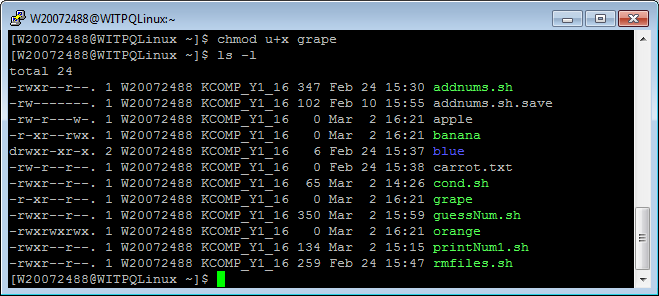 W20072488@WITPQLinux:~
[W20072488@WITPQLinux ~]$ chmod u+x grape
[W20072488@WITPQLinux ~]$ ls -l
total 24
-rwxr--r--. 1 W20072488 KCOMP_Y1_16 347 Feb 24 15:30 addnums.sh
-rw-------. 1 W20072488 KCOMP_Y1_16 102 Feb 10 15:55 addnums.sh.save
-rw-r---w-. 1 W20072488 KCOMP_Y1_16   0 Mar  2 16:21 apple
-r-xr--rwx. 1 W20072488 KCOMP_Y1_16   0 Mar  2 16:21 banana
drwxr-xr-x. 2 W20072488 KCOMP_Y1_16   6 Feb 24 15:37 blue
-rw-r--r--. 1 W20072488 KCOMP_Y1_16   0 Feb 24 15:38 carrot.txt
-rwxr--r--. 1 W20072488 KCOMP_Y1_16  65 Mar  2 14:26 cond.sh
-r-xr--r--. 1 W20072488 KCOMP_Y1_16   0 Mar  2 16:21 grape
-rwxr--r--. 1 W20072488 KCOMP_Y1_16 350 Mar  2 15:59 guessNum.sh
-rwxrwxrwx. 1 W20072488 KCOMP_Y1_16   0 Mar  2 16:21 orange
-rwxr--r--. 1 W20072488 KCOMP_Y1_16 134 Mar  2 15:15 printNum1.sh
-rwxr--r--. 1 W20072488 KCOMP_Y1_16 259 Feb 24 15:47 rmfiles.sh
[W20072488@WITPQLinux ~]$